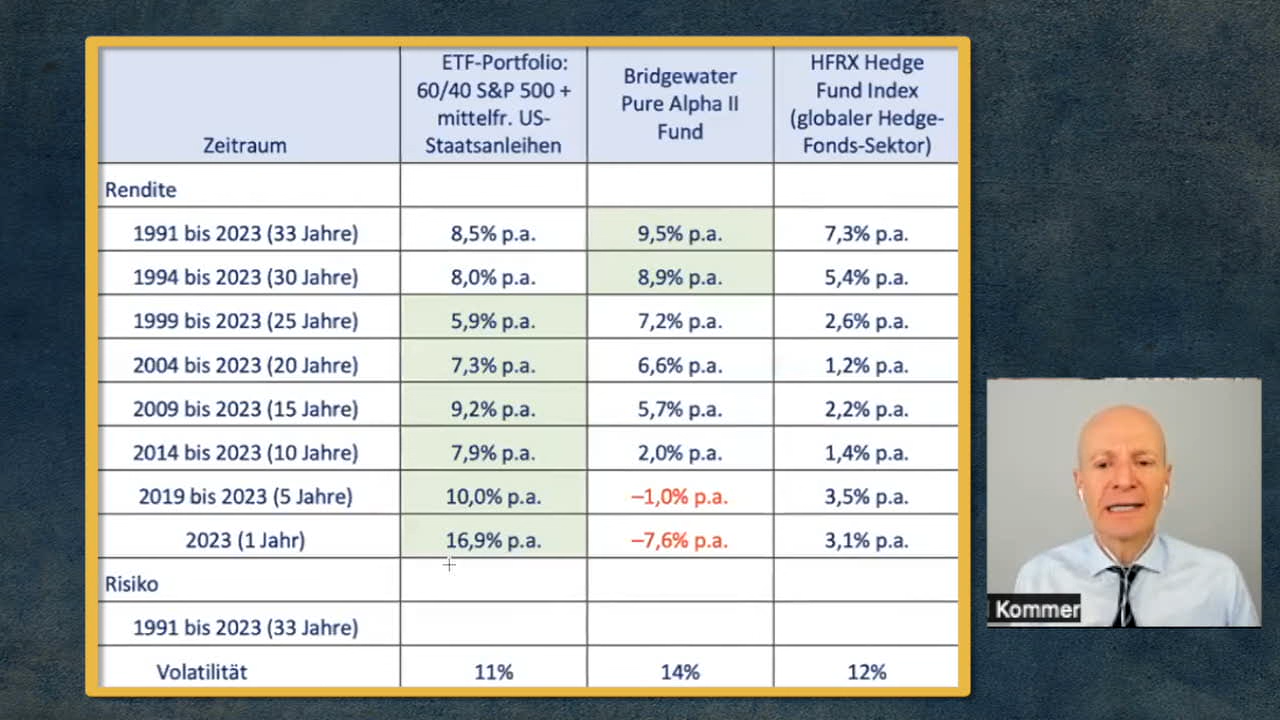 Zeitraum
ETF-Portfolio:
60/40 S&P 500 +
mittelfr. US-
Staatsanleihen
Bridgewater
Pure Alpha II
Fund
HFRX Hedge
Fund Index
(globaler Hedge-
Fonds-Sektor)
Rendite
1991 bis 2023 (33 Jahre) 8,5% p.a. 9,5% p.a. 7,3% p.a.
1994 bis 2023 (30 Jahre) 8,0% p.a. 8,9% p.a. 5,4% p.a.
1999 bis 2023 (25 Jahre) 5,9% p.a. 7,2% p.a. 2,6% p.a.
2004 bis 2023 (20 Jahre) 7,3% p.a. 6,6% p.a. 1,2% p.a.
2009 bis 2023 (15 Jahre) 9,2% p.a. 5,7% p.a. 2,2% p.a.
2014 bis 2023 (10 Jahre) 7,9% p.a. 2,0% p.a. 1,4% p.a.
2019 bis 2023 (5 Jahre) 10,0% p.a. –1,0% p.a. 3,5% p.a.
2023 (1 Jahr) 16,9% p.a. –7,6% p.a. 3,1% p.a.
Risiko
1991 bis 2023 (33 Jahre)
Volatilität 11% 14% 12%
Kommer